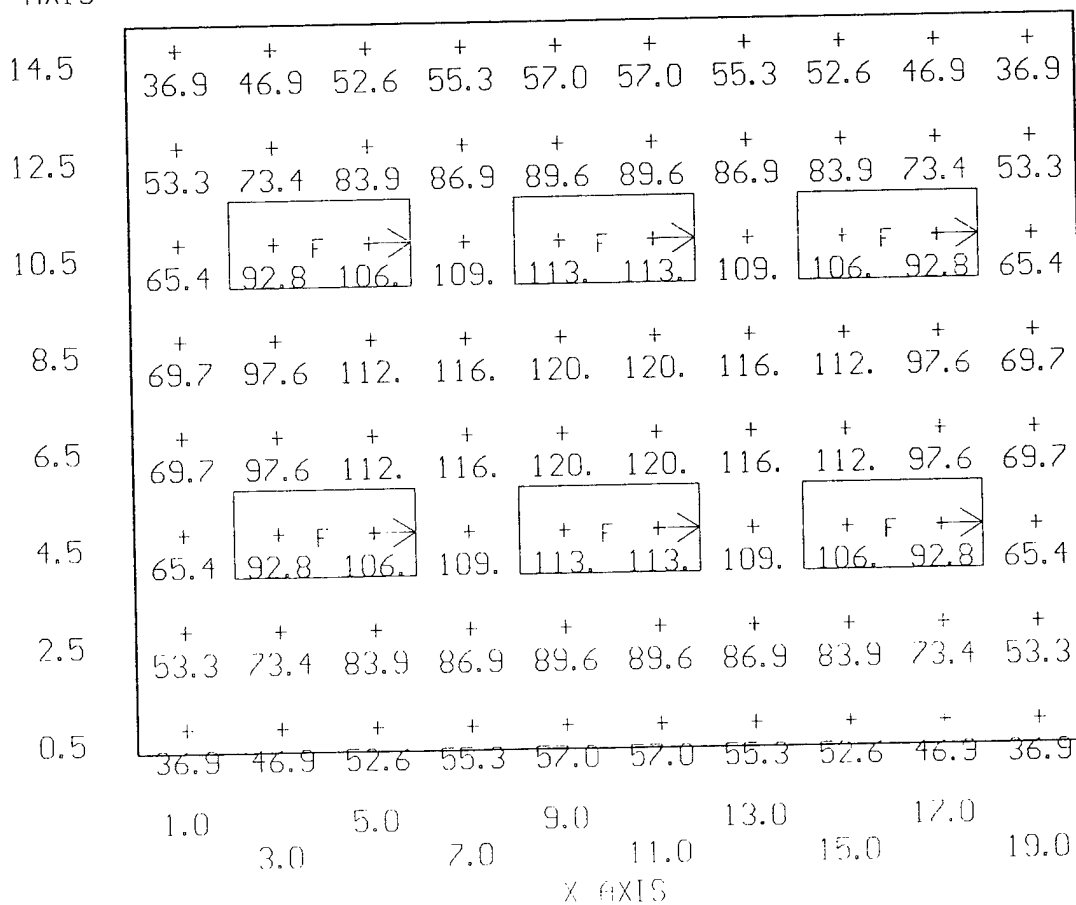 AXIS
14.5 36.9 46.9 52.6 55.3 57.0 57.0 55.3 52.6 46.9 36.9
12.5 53.3 73.4 83.9 86.9 89.6 89.6 86.9 83.9 73.4 53.3
F F F
10.5 65.4 92.8 106. 109. 113. 113. 109. 106. 92.8 65.4
8.5 69.7 97.6 112. 116. 120. 120. 116. 112. 97.6 69.7
6.5 69.7 97.6 112. 116. 120. 120. 116. 112. 97.6 69.7
F F F
4.5 65.4 92.8 106. 109. 113. 113. 109. 106. 92.8 65.4
2.5 53.3 73.4 83.9 86.9 89.6 89.6 86.9 83.9 73.4 53.3
0.5 36.9 46.9 52.6 55.3 57.0 57.0 55.3 52.6 46.9 36.9
1.0 5.0 9.0 13.0 17.0
3.0 7.0 11.0 15.0 19.0
X AXIS